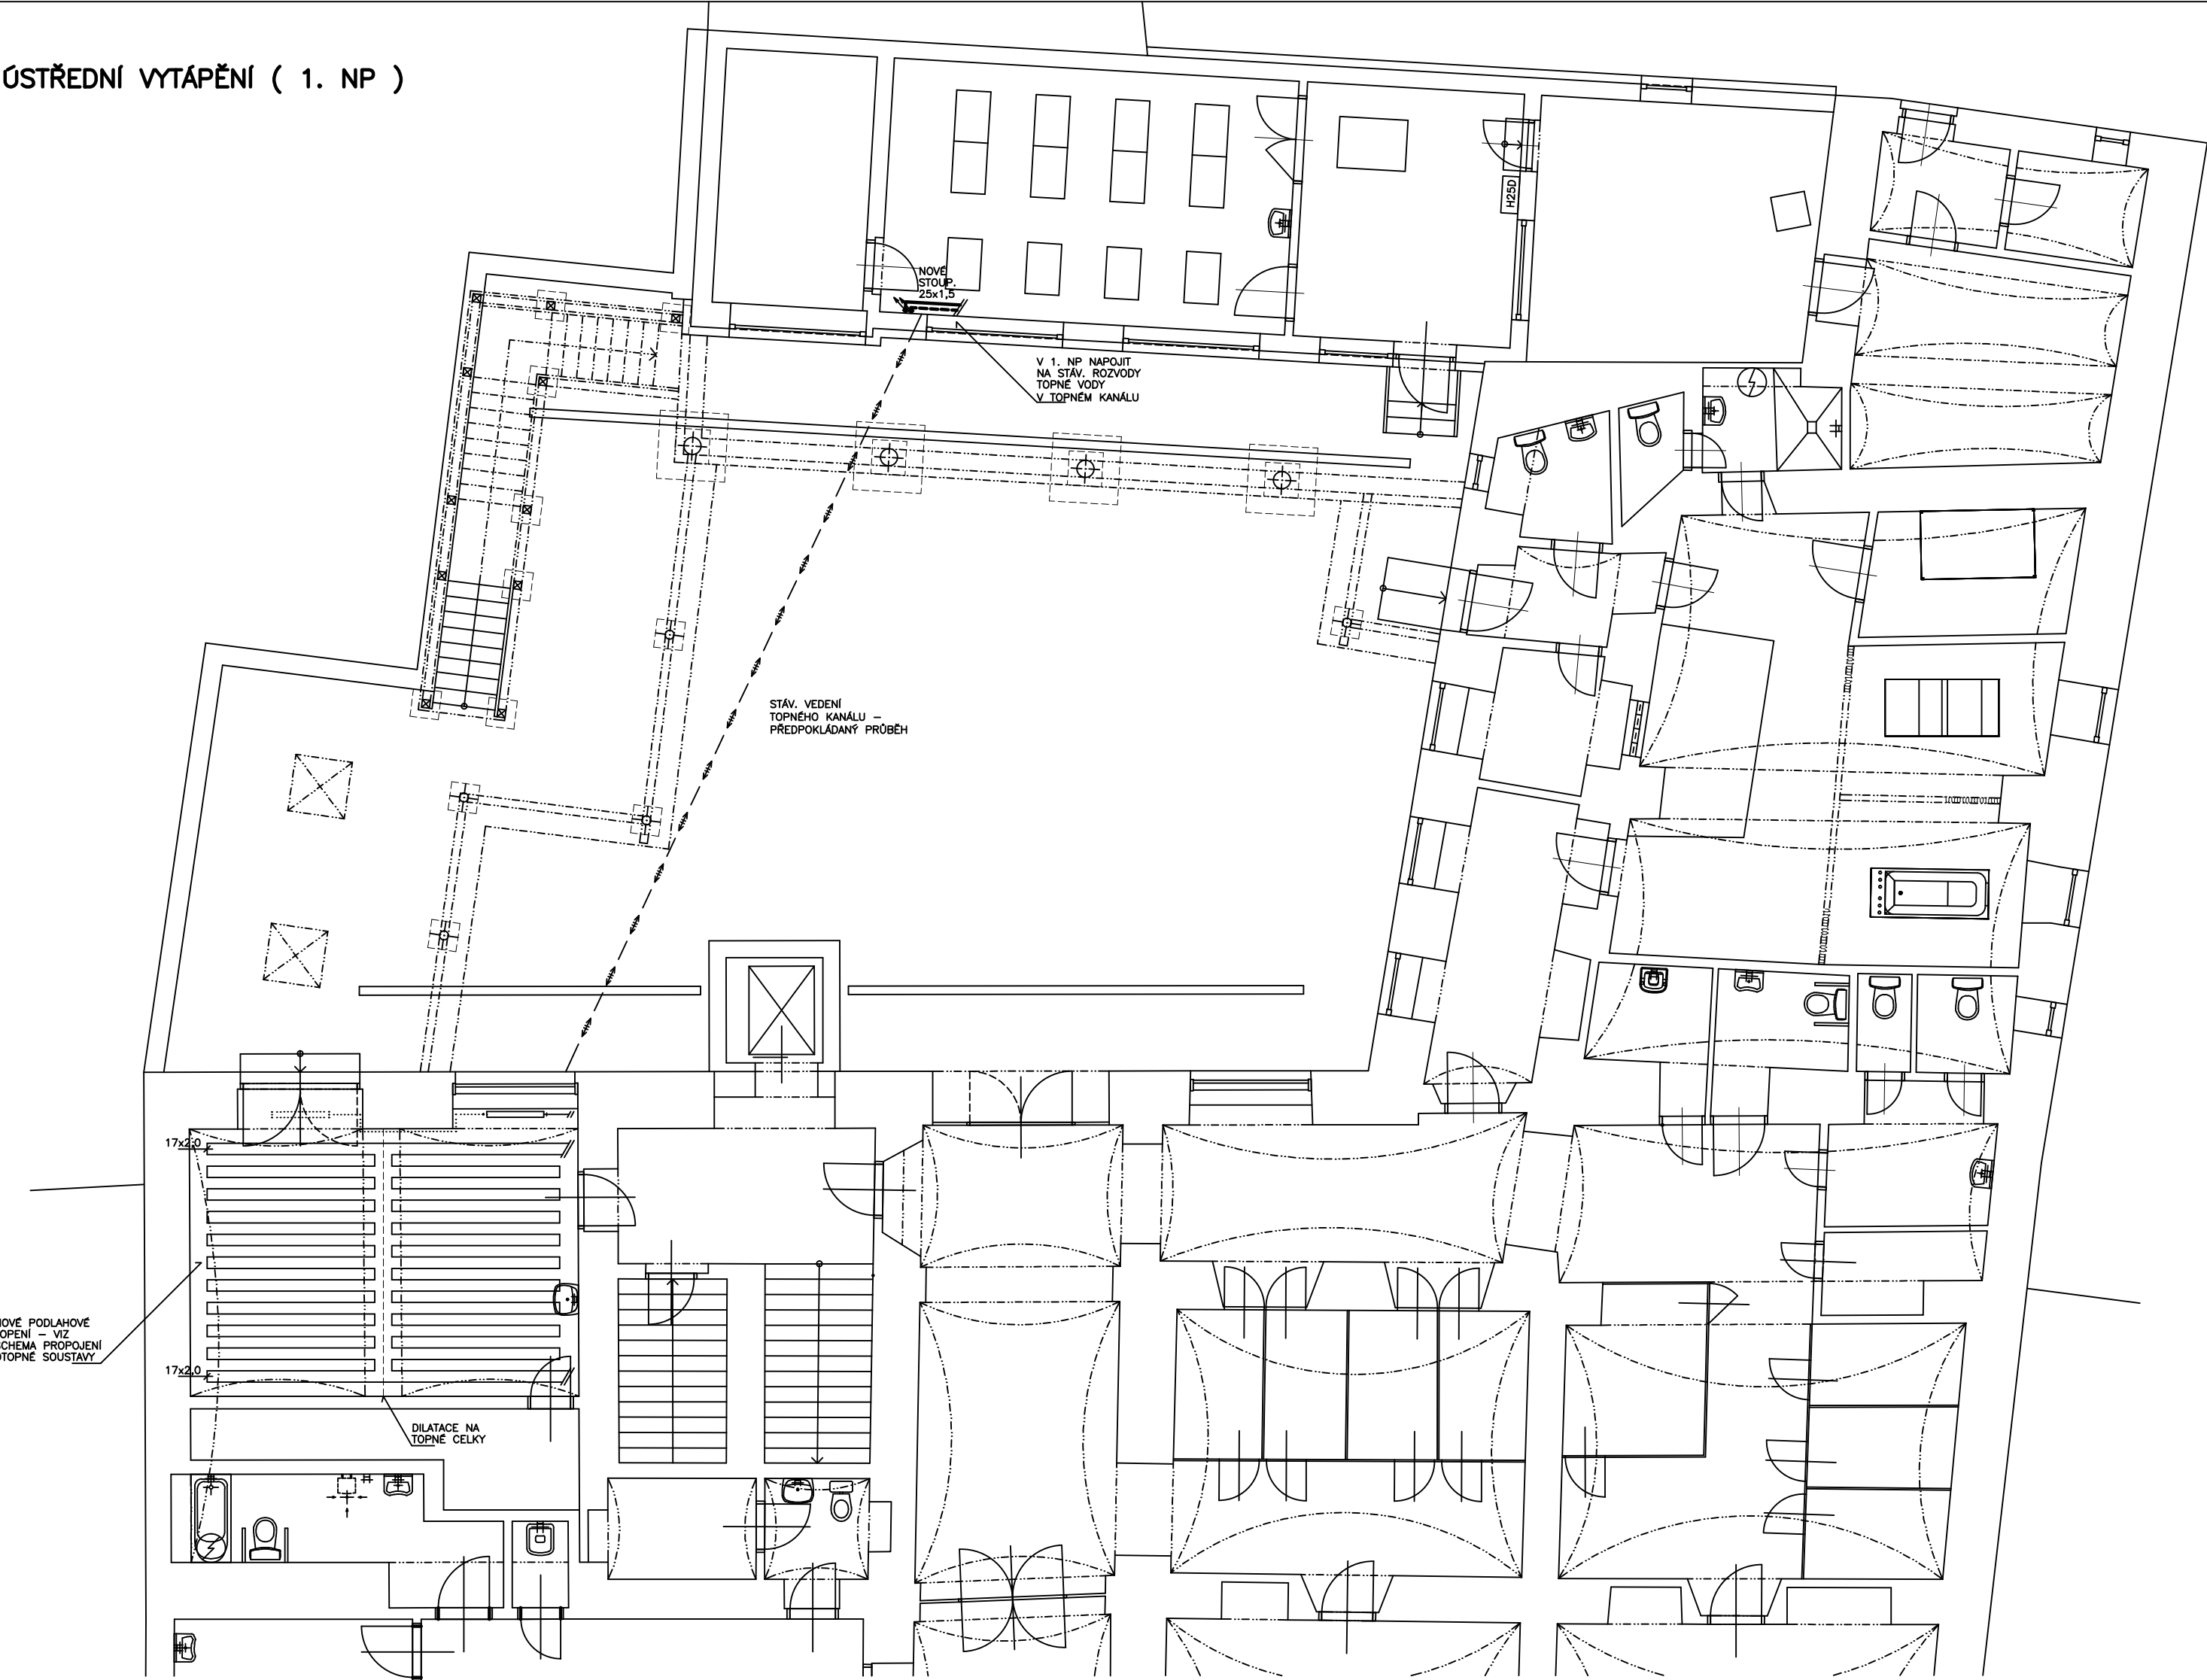 ÚSTŘEDNÍ VYTÁPĚNÍ ( 1. NP )
H25D
NOVÉ
STOUP.
25x1,5
V 1. NP NAPOJIT
NA STÁV. ROZVODY
TOPNÉ VODY
V TOPNÉM KANÁLU
STÁV. VEDENÍ
TOPNÉHO KANÁLU –
PŘEDPOKLÁDANÝ PRŮBĚH
17x2,0
OVÉ PODLAHOVÉ
OPENÍ – VIZ
SCHEMA PROPOJENÍ
OTOPNÉ SOUSTAVY
17x2,0
DILATACE NA
TOPNÉ CELKY